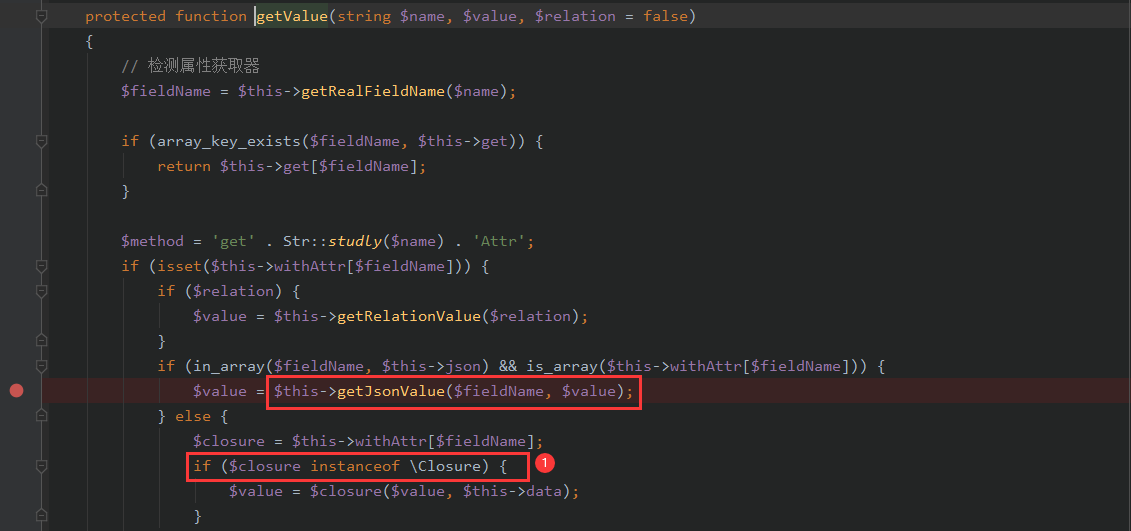 protected function getValue(string $name, $value, $relation = false)
{
// 检测属性获取器
$fieldName = $this->getRealFieldName($name);
if (array_key_exists($fieldName, $this->get)) {
return $this->get[$fieldName];
}
$method = 'get' . Str::studly($name) . 'Attr';
if (isset($this->withAttr[$fieldName])) {
if ($relation) {
$value = $this->getRelationValue($relation);
}
if (in_array($fieldName, $this->json) && is_array($this->withAttr[$fieldName])) {
$value = $this->getJsonValue($fieldName, $value);
} else {
$closure = $this->withAttr[$fieldName];
if ($closure instanceof \Closure) { 1
$value = $closure($value, $this->data);
}